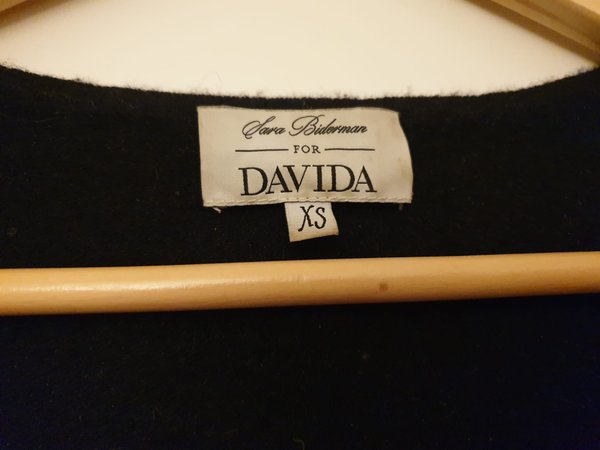 Sara Biderman
FOR
DAVIDA
XS